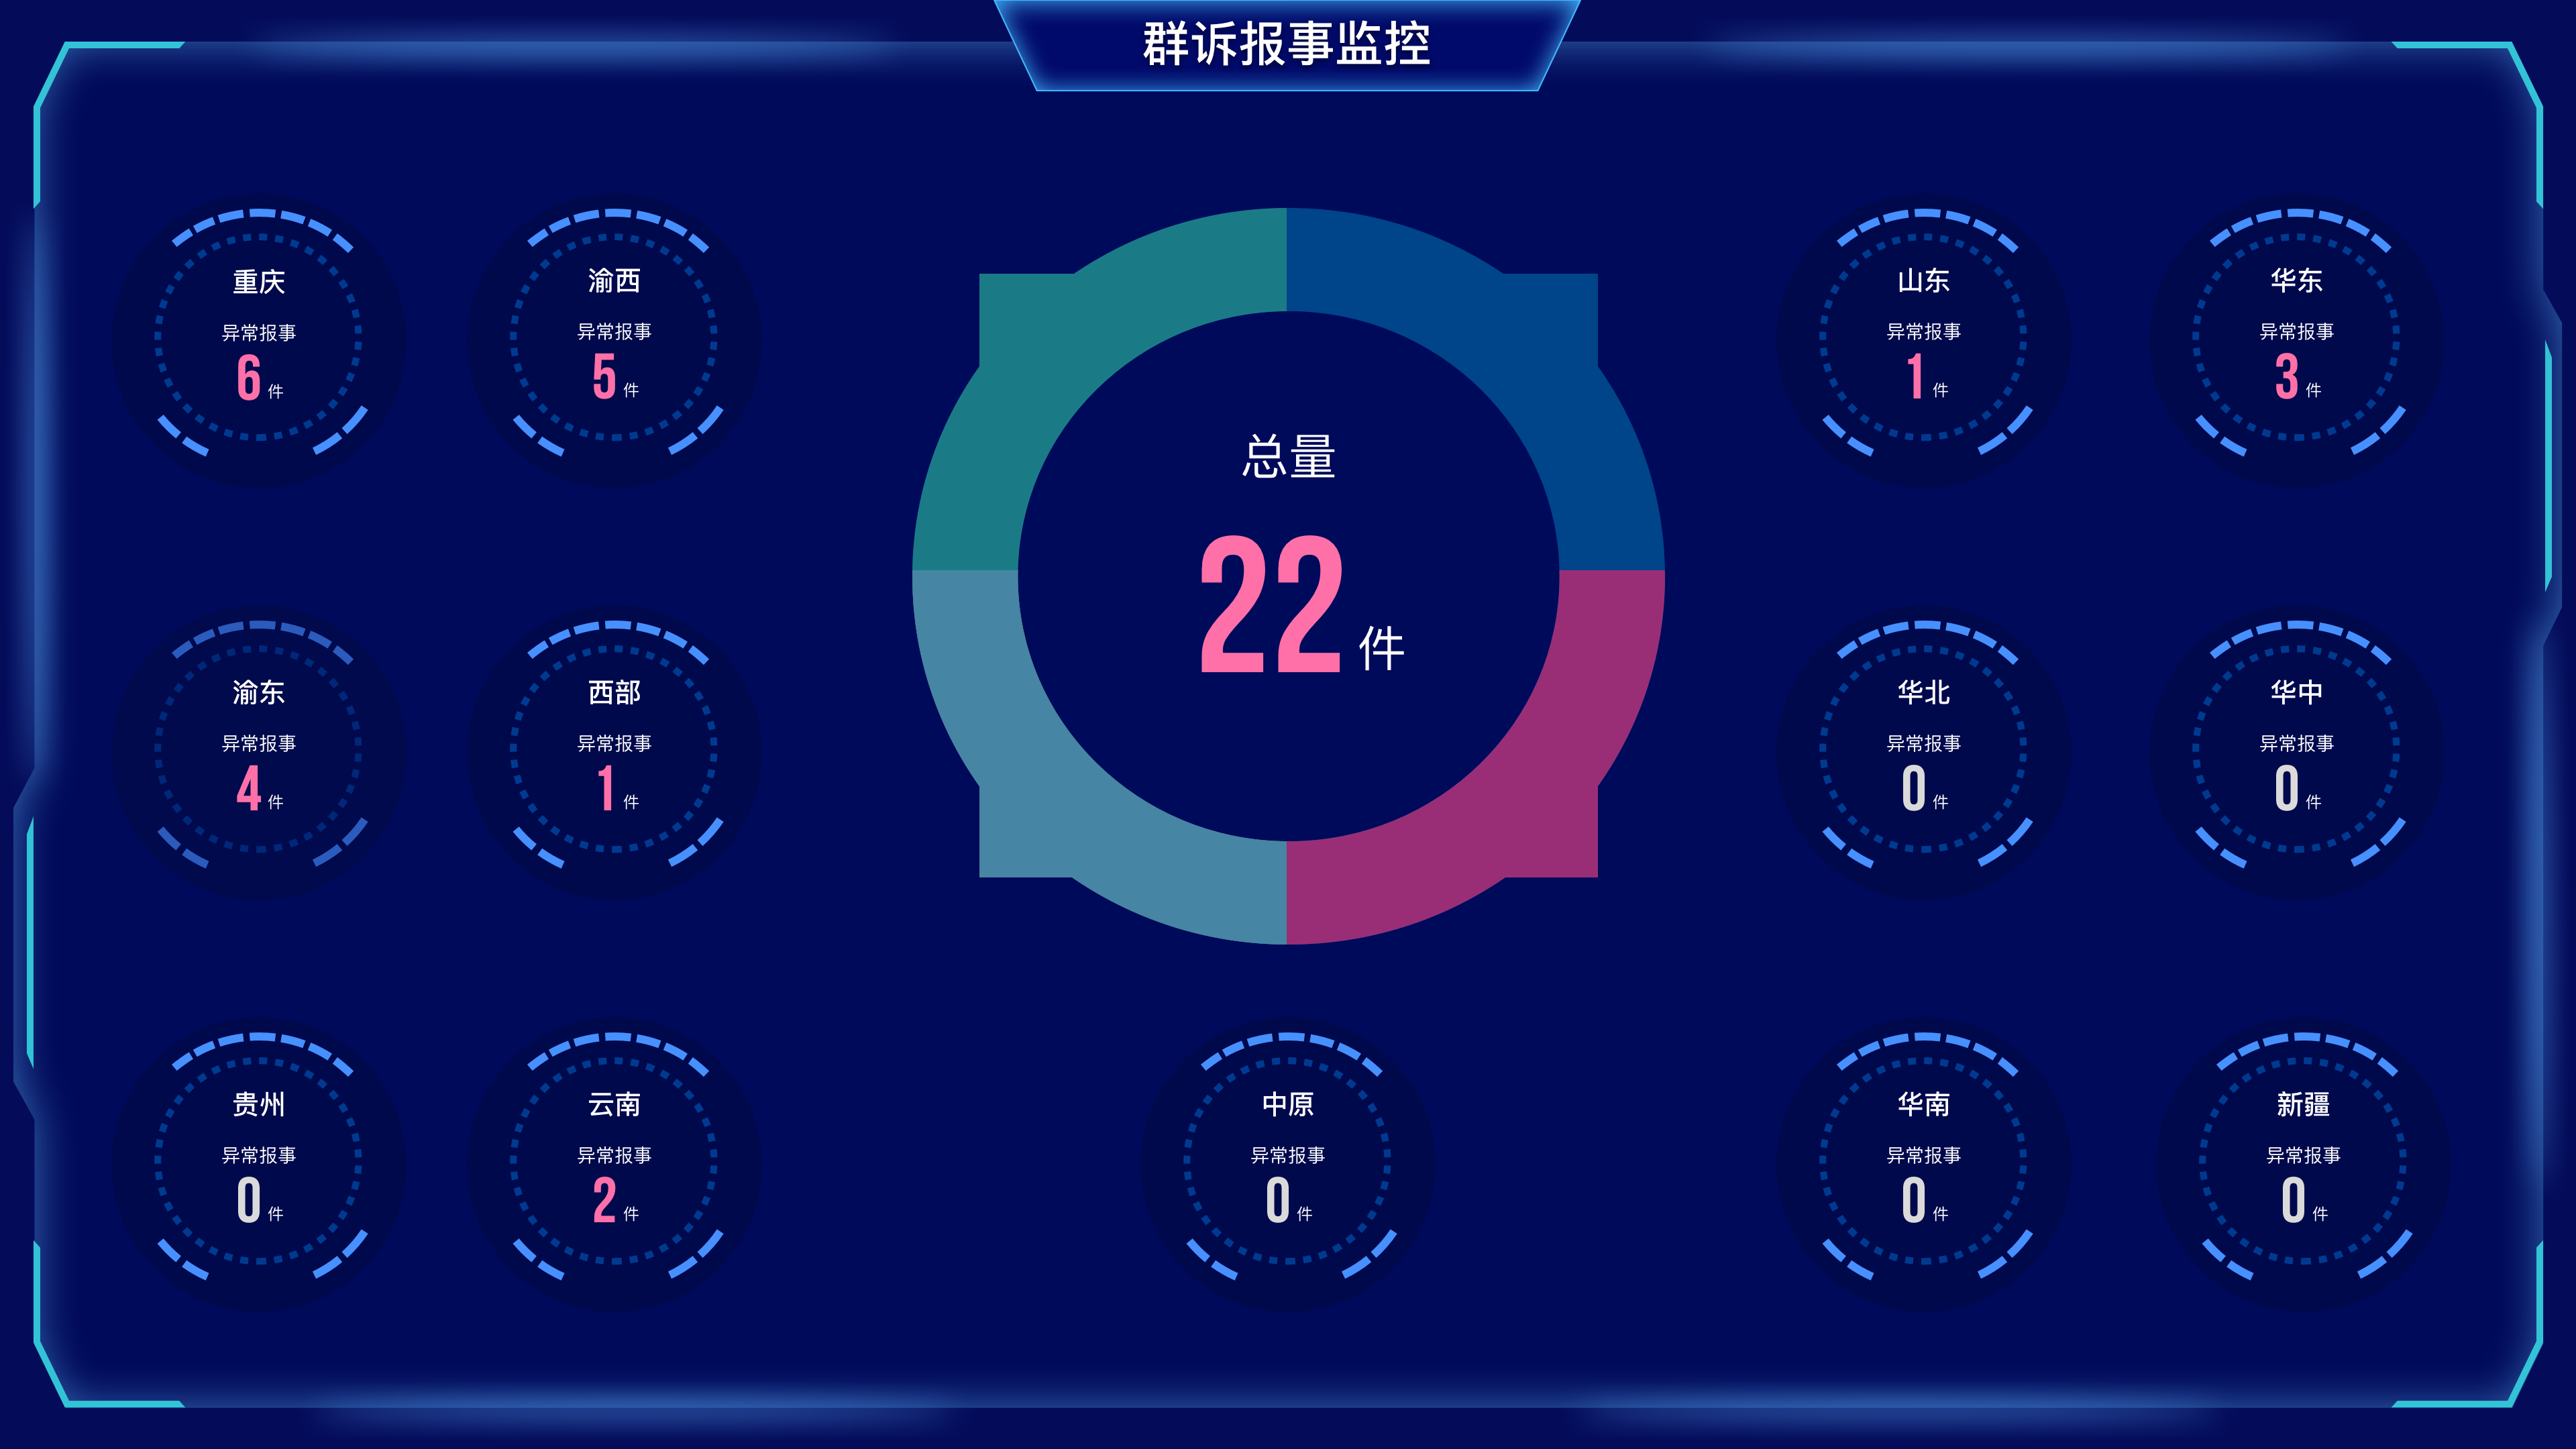 群诉报事监控
重庆
异常报事
6 件
渝西
异常报事
5 件
总量
22 件
山东
异常报事
1 件
华东
异常报事
3 件
渝东
异常报事
4 件
西部
异常报事
1 件
华北
异常报事
0 件
华中
异常报事
0 件
贵州
异常报事
0 件
云南
异常报事
2 件
中原
异常报事
0 件
华南
异常报事
0 件
新疆
异常报事
0 件